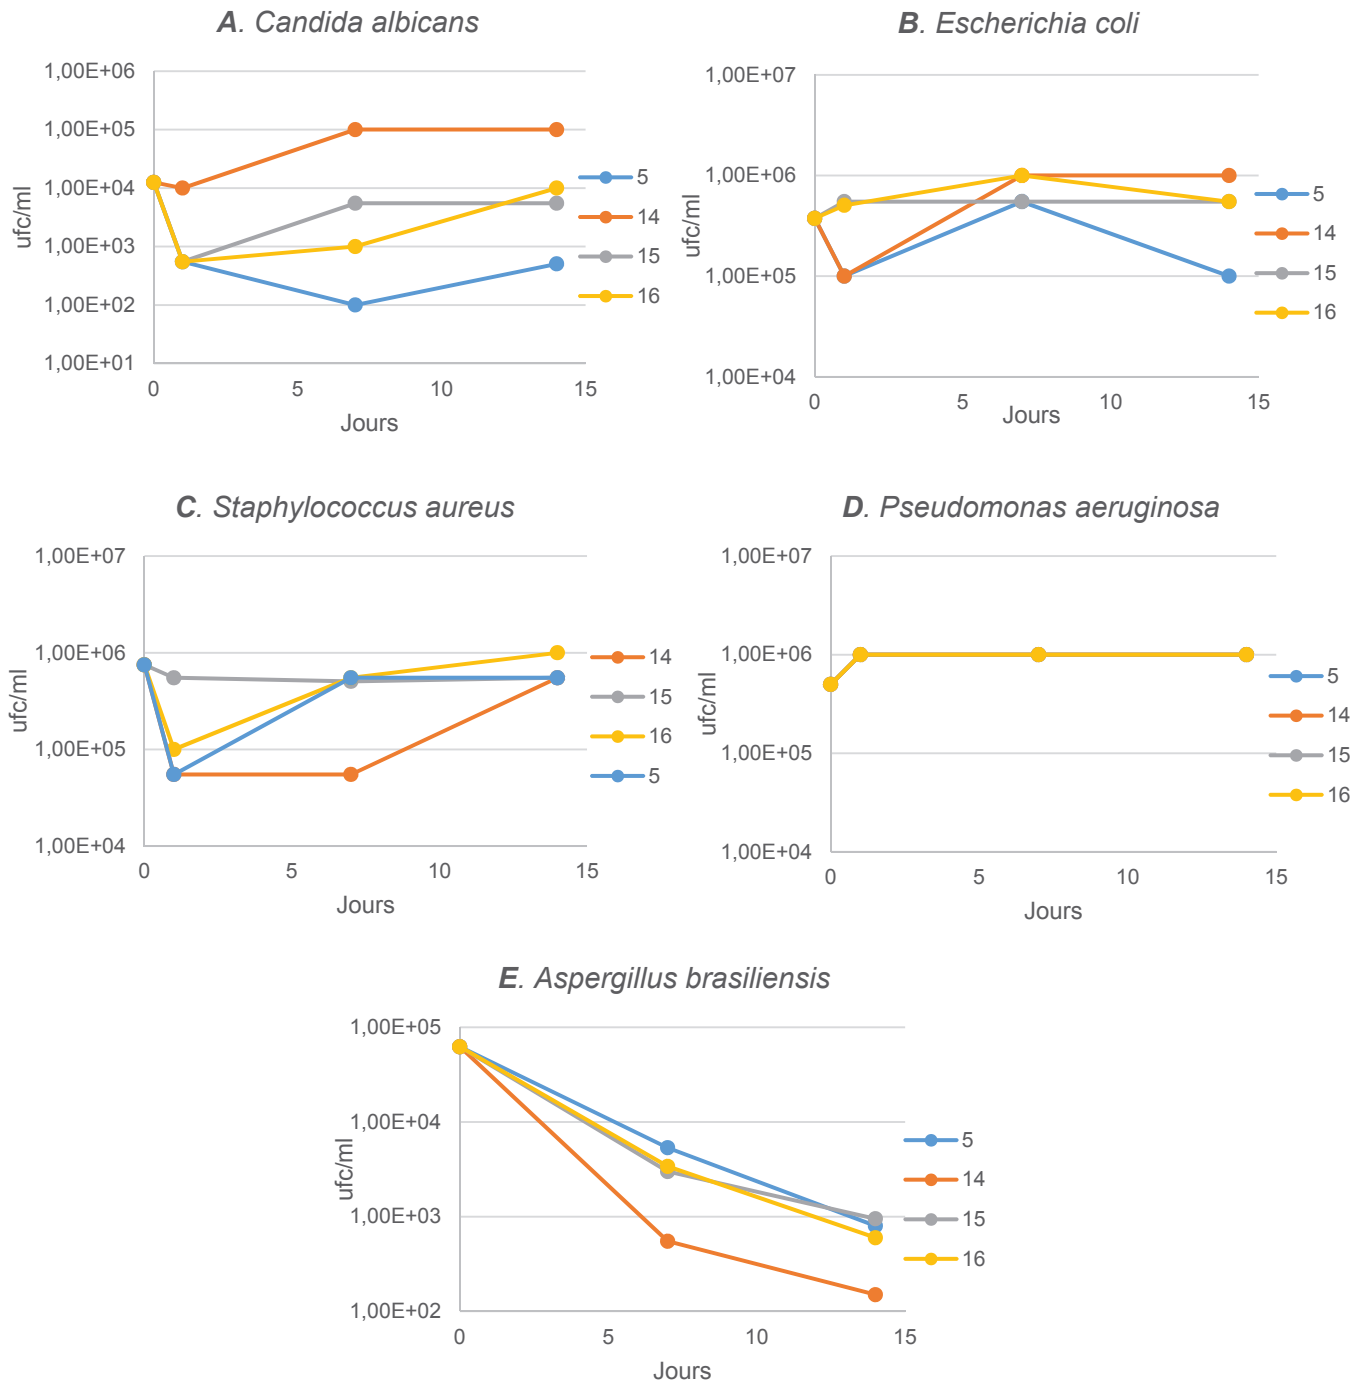 A. Candida albicans
1,00E+06
1,00E+05
1,00E+04
1,00E+03
1,00E+02
1,00E+01
ufc/ml
0 5 10 15
Jours
5
14
15
16
B. Escherichia coli
1,00E+07
1,00E+06
1,00E+05
1,00E+04
ufc/ml
0 5 10 15
Jours
5
14
15
16
C. Staphylococcus aureus
1,00E+07
1,00E+06
1,00E+05
1,00E+04
ufc/ml
0 5 10 15
Jours
14
15
16
5
D. Pseudomonas aeruginosa
1,00E+07
1,00E+06
1,00E+05
1,00E+04
ufc/ml
0 5 10 15
Jours
5
14
15
16
E. Aspergillus brasiliensis
1,00E+05
1,00E+04
1,00E+03
1,00E+02
ufc/ml
0 5 10 15
Jours
5
14
15
16